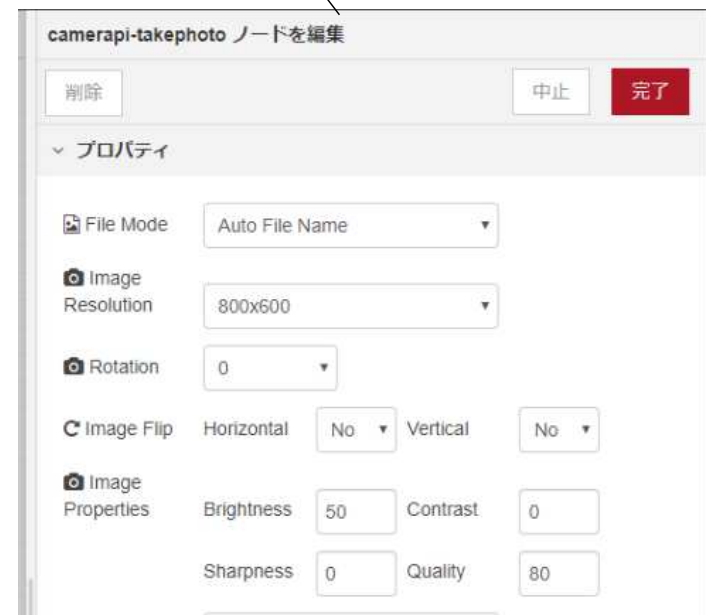 camerapi-takephoto ノードを編集
削除 中止 完了
プロパティ
File Mode Auto File Name
Image
Resolution 800x600
Rotation 0
Image Flip Horizontal No Vertical No
Image
Properties Brightness 50 Contrast 0
Sharpness 0 Quality 80